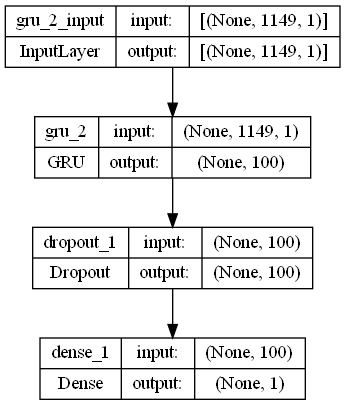 gru_2_input input: [(None, 1149, 1)]
InputLayer output: [(None, 1149, 1)]
gru_2 input: (None, 1149, 1)
GRU output: (None, 100)
dropout_1 input: (None, 100)
Dropout output: (None, 100)
dense_1 input: (None, 100)
Dense output: (None, 1)